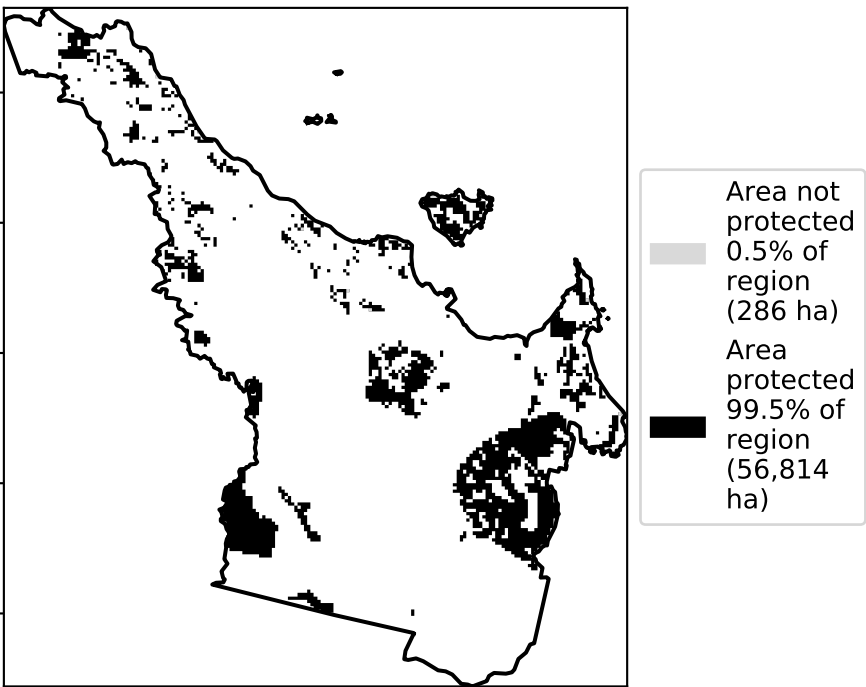 Area not
protected
0.5% of
region
(286 ha)
Area
protected
99.5% of
region
(56,814
ha)